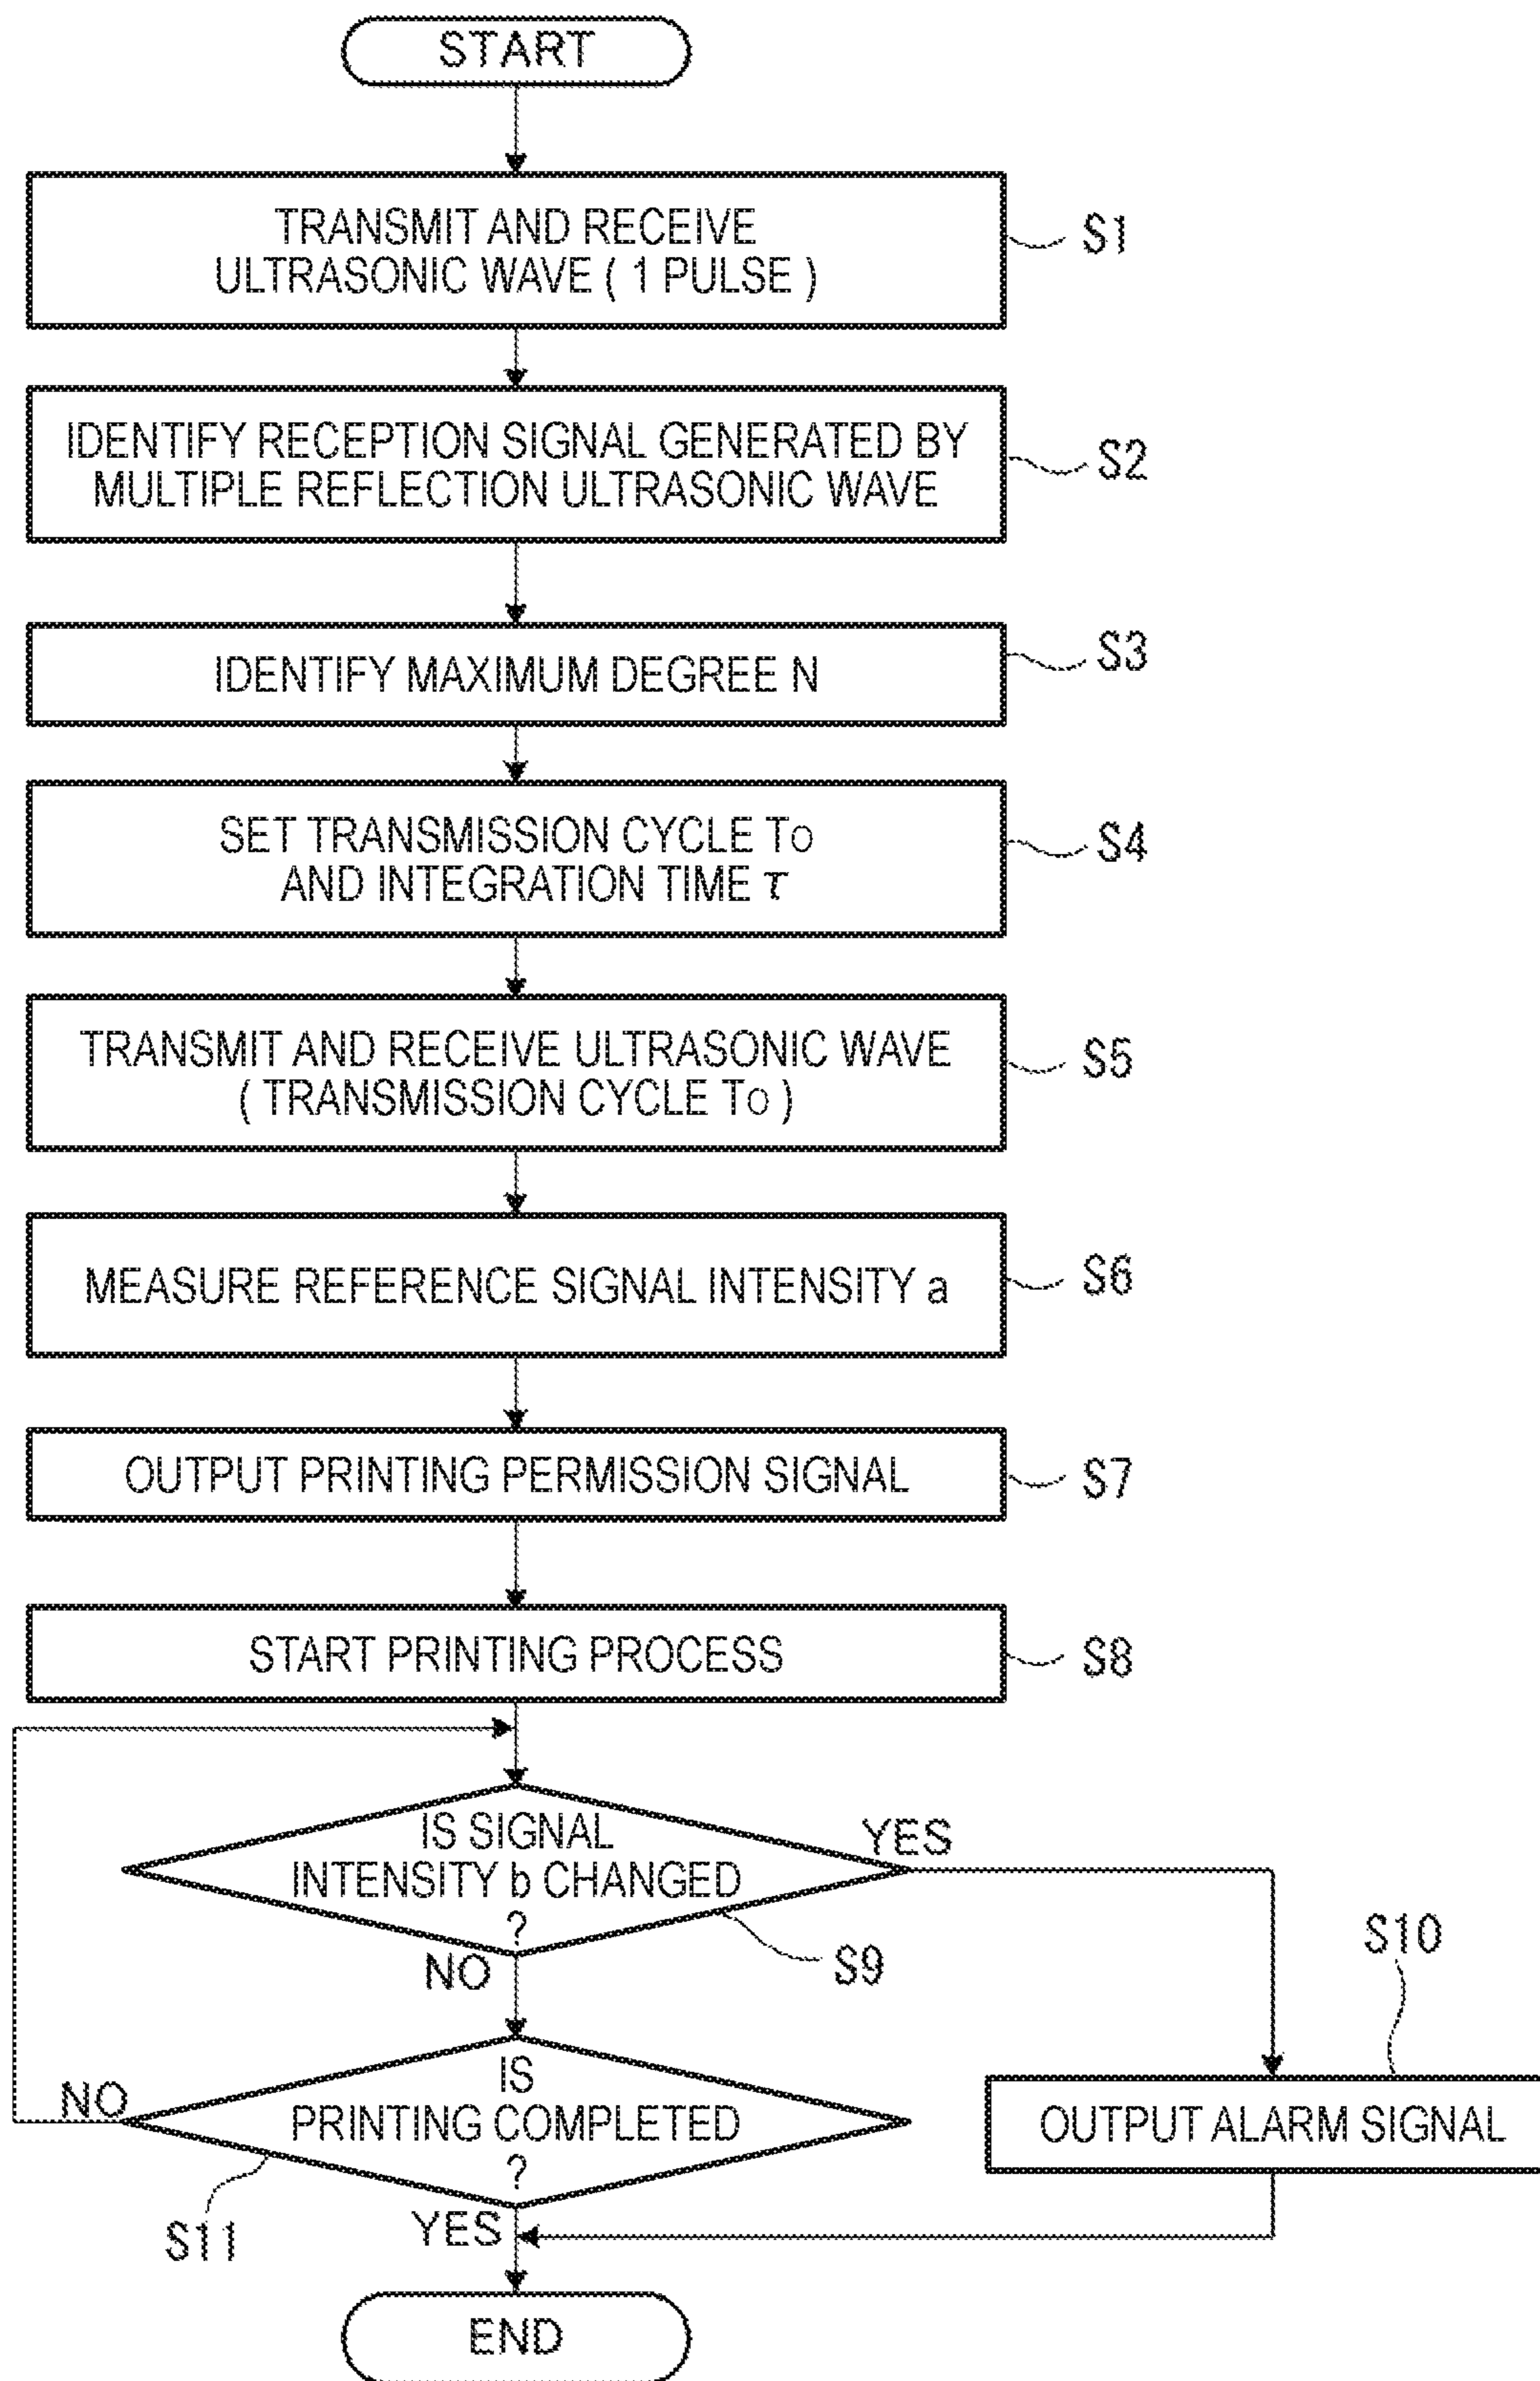 START
TRANSMIT AND RECEIVE
ULTRASONIC WAVE ( 1 PULSE )
S1
IDENTIFY RECEPTION SIGNAL GENERATED BY
MULTIPLE REFLECTION ULTRASONIC WAVE
S2
IDENTIFY MAXIMUM DEGREE N
S3
SET TRANSMISSION CYCLE To
AND INTEGRATION TIME τ
S4
TRANSMIT AND RECEIVE ULTRASONIC WAVE
( TRANSMISSION CYCLE To )
S5
MEASURE REFERENCE SIGNAL INTENSITY a
S6
OUTPUT PRINTING PERMISSION SIGNAL
S7
START PRINTING PROCESS
S8
IS SIGNAL
INTENSITY b CHANGED
?
YES
S9
NO
S10
OUTPUT ALARM SIGNAL
IS
PRINTING COMPLETED
?
NO
S11
YES
END